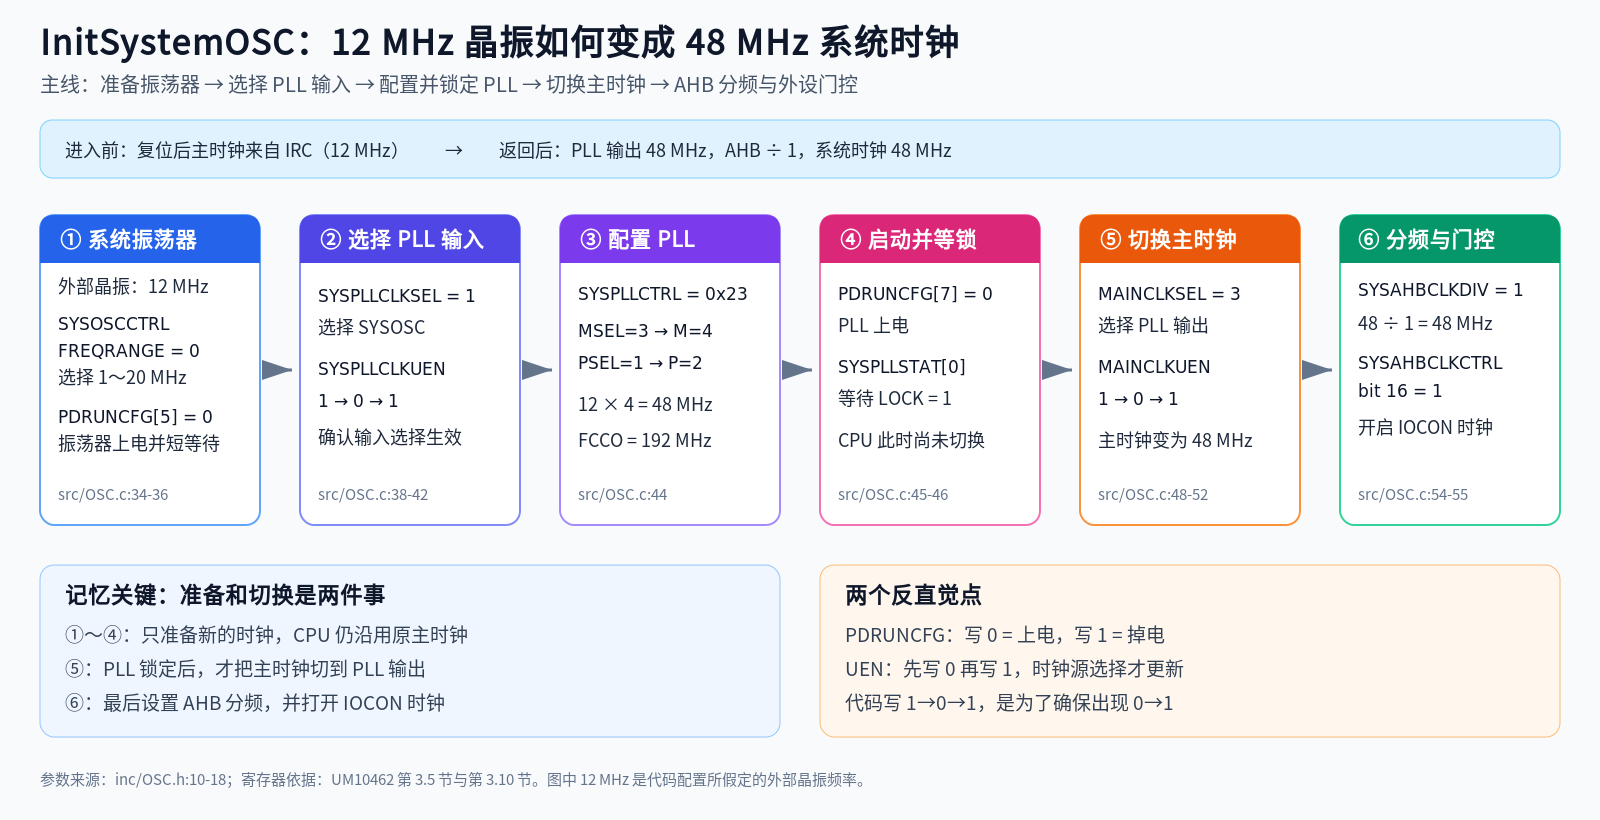 InitSystemOSC：12 MHz 晶振如何变成 48 MHz 系统时钟
主线：准备振荡器 → 选择 PLL 输入 → 配置并锁定 PLL → 切换主时钟 → AHB 分频与外设门控
进入前：复位后主时钟来自 IRC（12 MHz） → 返回后：PLL 输出 48 MHz，AHB ÷ 1，系统时钟 48 MHz
① 系统振荡器
外部晶振：12 MHz
SYSOSCCTRL
FREQRANGE = 0
选择 1～20 MHz
PDRUNCFG[5] = 0
振荡器上电并短等待
src/OSC.c:34-36
② 选择 PLL 输入
SYSPLLCLKSEL = 1
选择 SYSOSC
SYSPLLCLKUEN
1 → 0 → 1
确认输入选择生效
src/OSC.c:38-42
③ 配置 PLL
SYSPLLCTRL = 0x23
MSEL=3 → M=4
PSEL=1 → P=2
12 × 4 = 48 MHz
FCCO = 192 MHz
src/OSC.c:44
④ 启动并等锁
PDRUNCFG[7] = 0
PLL 上电
SYSPLLSTAT[0]
等待 LOCK = 1
CPU 此时尚未切换
src/OSC.c:45-46
⑤ 切换主时钟
MAINCLKSEL = 3
选择 PLL 输出
MAINCLKUEN
1 → 0 → 1
主时钟变为 48 MHz
src/OSC.c:48-52
⑥ 分频与门控
SYSAHBCLKDIV = 1
48 ÷ 1 = 48 MHz
SYSAHBCLKCTRL
bit 16 = 1
开启 IOCON 时钟
src/OSC.c:54-55
记忆关键：准备和切换是两件事
①～④：只准备新的时钟，CPU 仍沿用原主时钟
⑤：PLL 锁定后，才把主时钟切到 PLL 输出
⑥：最后设置 AHB 分频，并打开 IOCON 时钟
两个反直觉点
PDRUNCFG：写 0 = 上电，写 1 = 掉电
UEN：先写 0 再写 1，时钟源选择才更新
代码写 1→0→1，是为了确保出现 0→1
参数来源：inc/OSC.h:10-18；寄存器依据：UM10462 第 3.5 节与第 3.10 节。图中 12 MHz 是代码配置所假定的外部晶振频率。